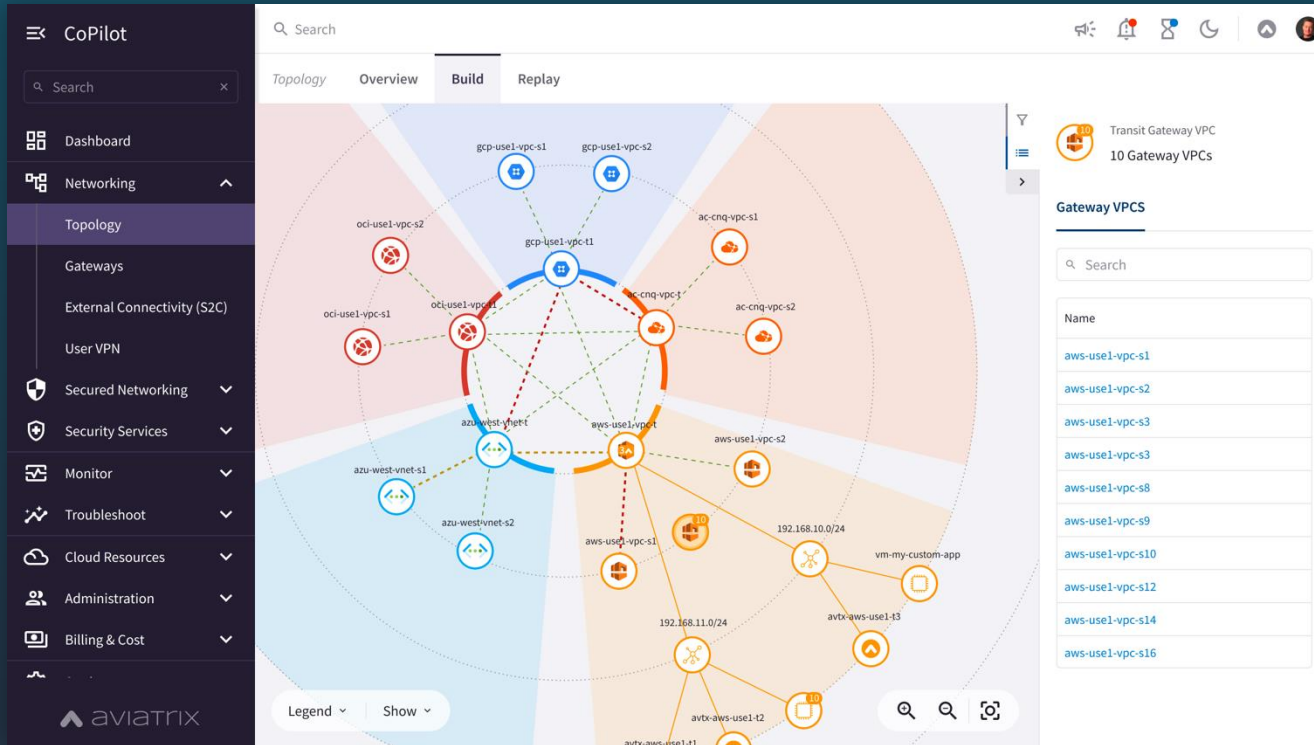 CoPilot
Search
Dashboard
Networking
Topology
Gateways
External Connectivity (S2C)
User VPN
Secured Networking
Security Services
Monitor
Troubleshoot
Cloud Resources
Administration
Billing & Cost
aviatrix
Search
Topology Overview Build Replay
gcp-use1-vpc-s1
gcp-use1-vpc-s2
oci-use1-vpc-s2
ac-cnq-vpc-s1
gcp-use1-vpc-t1
oci-use1-vpc-t1
ac-cnq-vpc-t
oci-use1-vpc-s1
ac-cnq-vpc-s2
azu-west-vnet-t
aws-use1-vpc-t
aws-use1-vpc-s2
azu-west-vnet-s1
10
azu-west-vnet-s2
192.168.10.0/24
aws-use1-vpc-s1
vm-my-custom-app
192.168.11.0/24
avtx-aws-use1-t3
10
avtx-aws-use1-t2
avtx-aws-use1-t1
Legend Show
10
Transit Gateway VPC
10 Gateway VPCs
Gateway VPCS
Search
Name
aws-use1-vpc-s1
aws-use1-vpc-s2
aws-use1-vpc-s3
aws-use1-vpc-s3
aws-use1-vpc-s8
aws-use1-vpc-s9
aws-use1-vpc-s10
aws-use1-vpc-s12
aws-use1-vpc-s14
aws-use1-vpc-s16